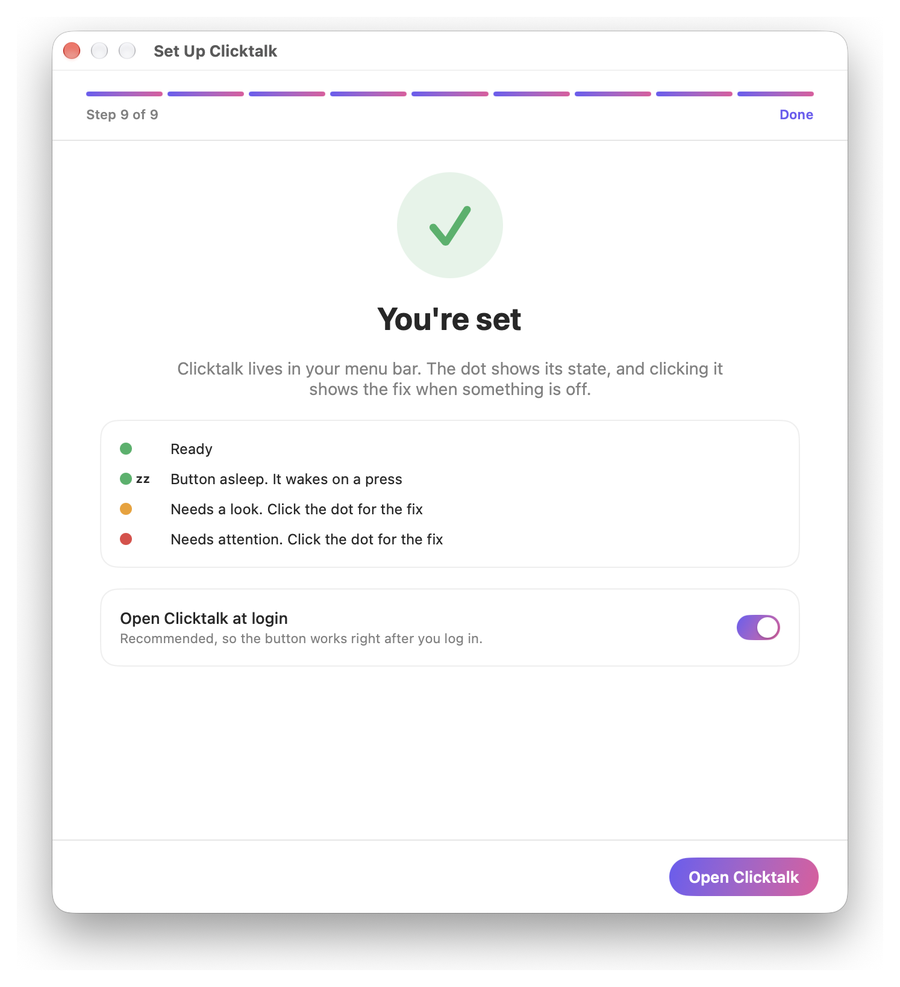 Set Up Clicktalk
Step 9 of 9
Done
You're set
Clicktalk lives in your menu bar. The dot shows its state, and clicking it
shows the fix when something is off.
Ready
zz Button asleep. It wakes on a press
Needs a look. Click the dot for the fix
Needs attention. Click the dot for the fix
Open Clicktalk at login
Recommended, so the button works right after you log in.
Open Clicktalk